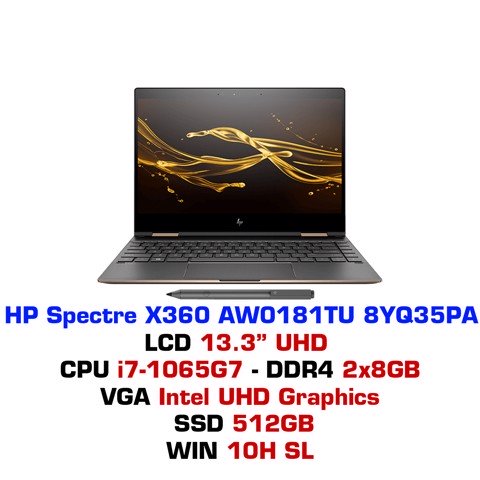 hp
HP Spectre X360 AW0181TU 8YQ35PA
LCD 13.3” UHD
CPU i7-1065G7 - DDR4 2x8GB
VGA Intel UHD Graphics
SSD 512GB
WIN 10H SL